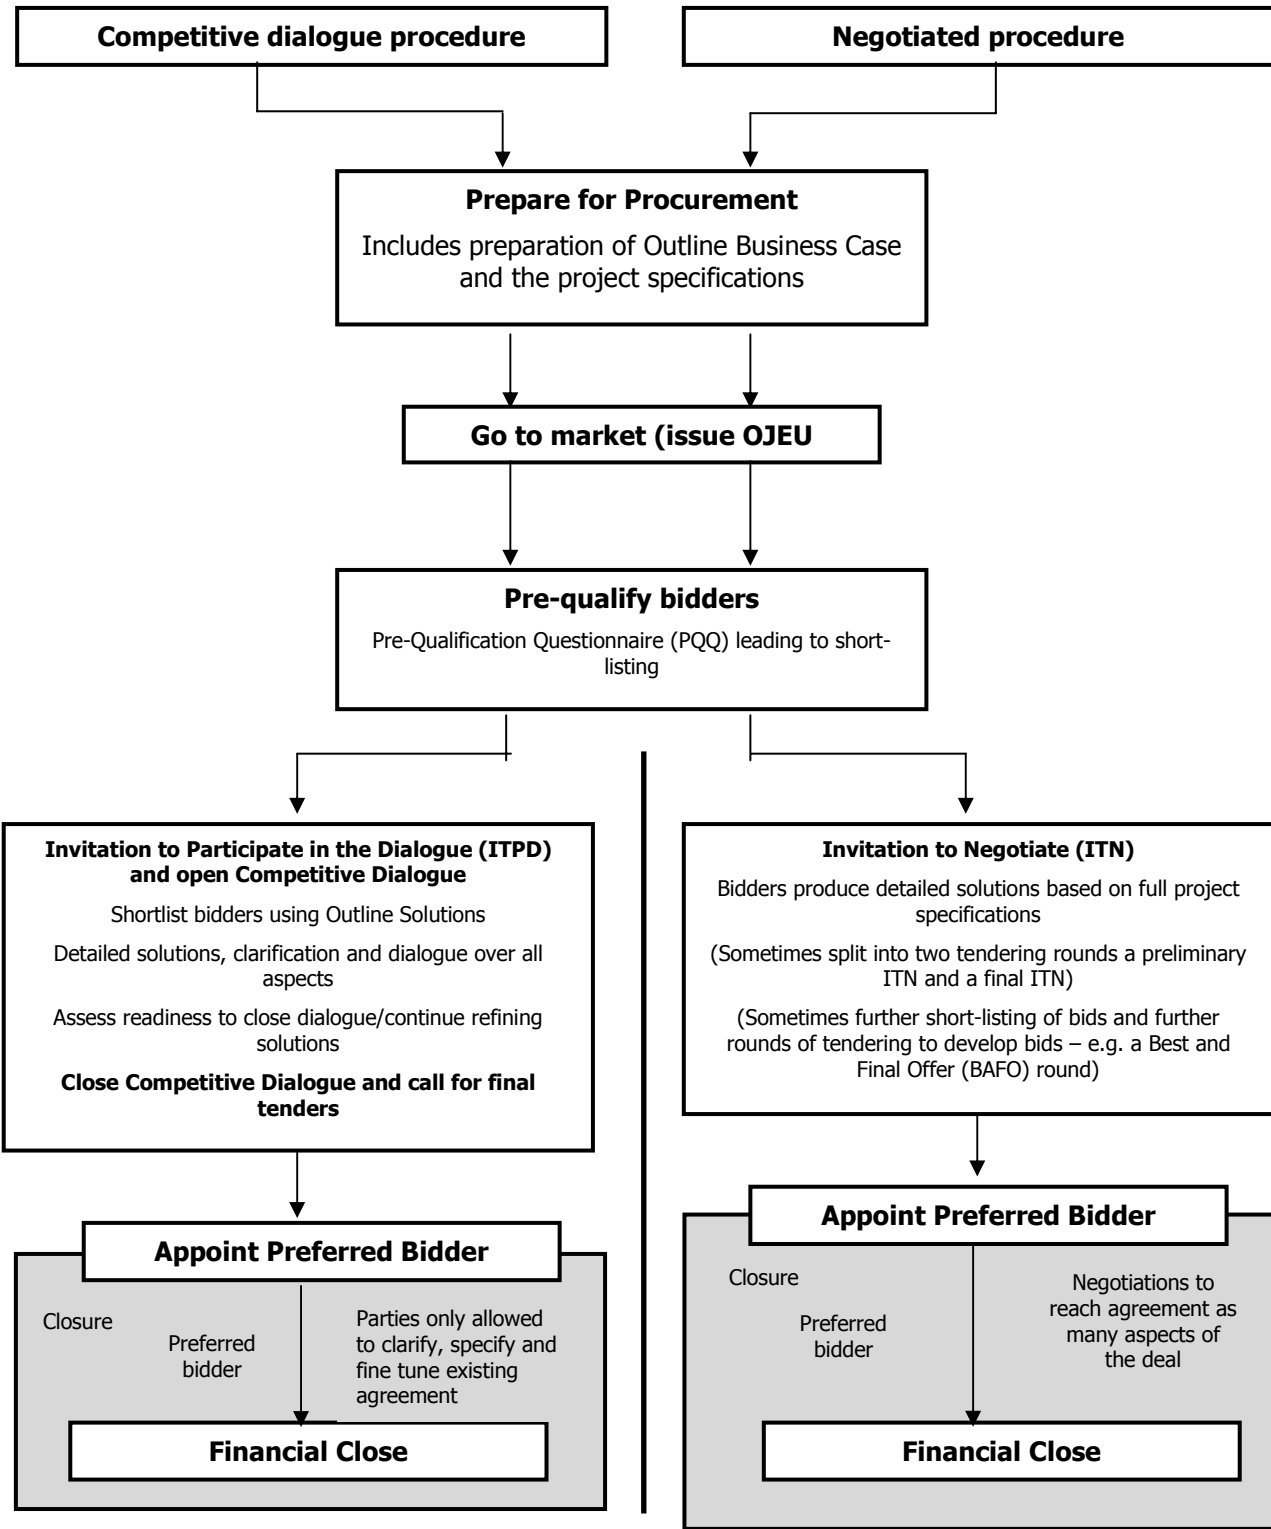 Competitive dialogue procedure
Negotiated procedure
Prepare for Procurement
Includes preparation of Outline Business Case
and the project specifications
Go to market (issue OJEU
Pre-qualify bidders
Pre-Qualification Questionnaire (PQQ) leading to short-
listing
Invitation to Participate in the Dialogue (ITPD)
and open Competitive Dialogue
Shortlist bidders using Outline Solutions
Detailed solutions, clarification and dialogue over all
aspects
Assess readiness to close dialogue/continue refining
solutions
Close Competitive Dialogue and call for final
tenders
Invitation to Negotiate (ITN)
Bidders produce detailed solutions based on full project
specifications
(Sometimes split into two tendering rounds a preliminary
ITN and a final ITN)
(Sometimes further short-listing of bids and further
rounds of tendering to develop bids – e.g. a Best and
Final Offer (BAFO) round)
Appoint Preferred Bidder
Closure
Preferred
bidder
Parties only allowed
to clarify, specify and
fine tune existing
agreement
Financial Close
Appoint Preferred Bidder
Closure
Preferred
bidder
Negotiations to
reach agreement as
many aspects of
the deal
Financial Close